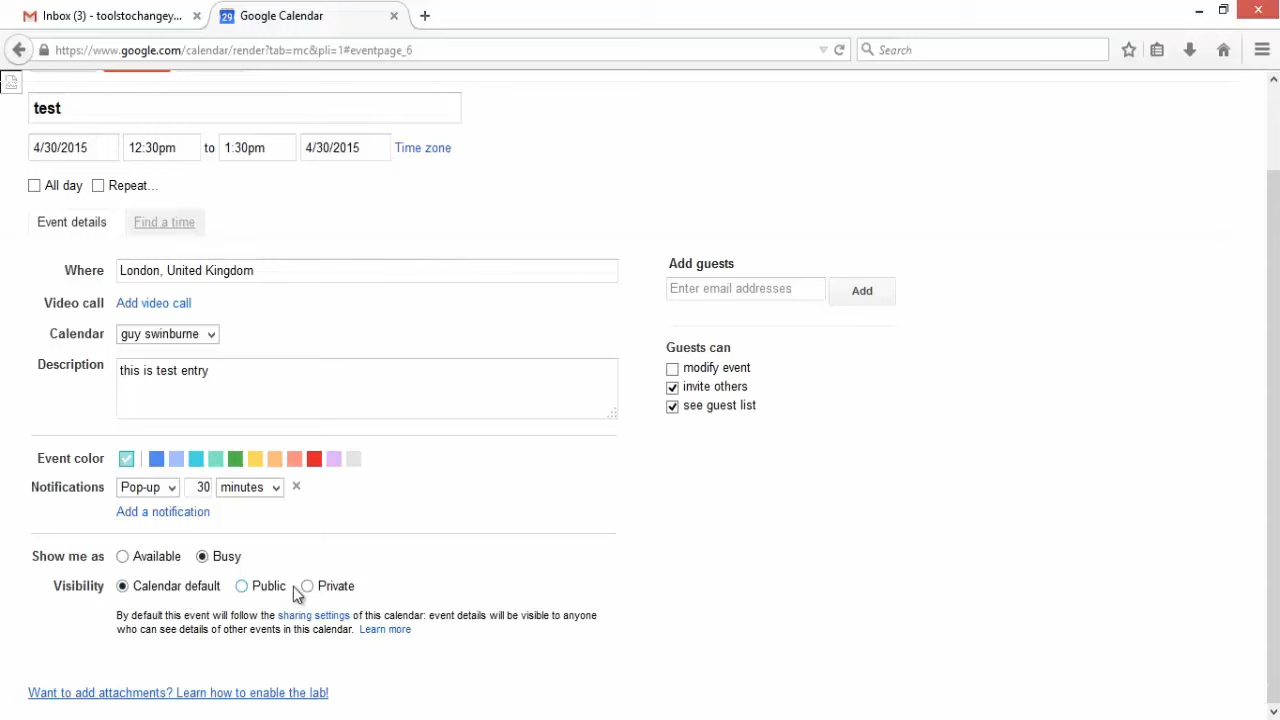 Inbox (3) - toolstochangey...
29 Google Calendar
https://www.google.com/calendar/render?tab=mc&pli=1#eventpage_6
Search
test
4/30/2015 12:30pm to 1:30pm 4/30/2015 Time zone
All day Repeat...
Event details Find a time
Where London, United Kingdom
Video call Add video call
Calendar guy swinburne
Description this is test entry
Event color
Notifications Pop-up 30 minutes
Add a notification
Show me as Available Busy
Visibility Calendar default Public Private
By default this event will follow the sharing settings of this calendar: event details will be visible to anyone
who can see details of other events in this calendar. Learn more
Want to add attachments? Learn how to enable the lab!
Add guests
Enter email addresses Add
Guests can
modify event
invite others
see guest list